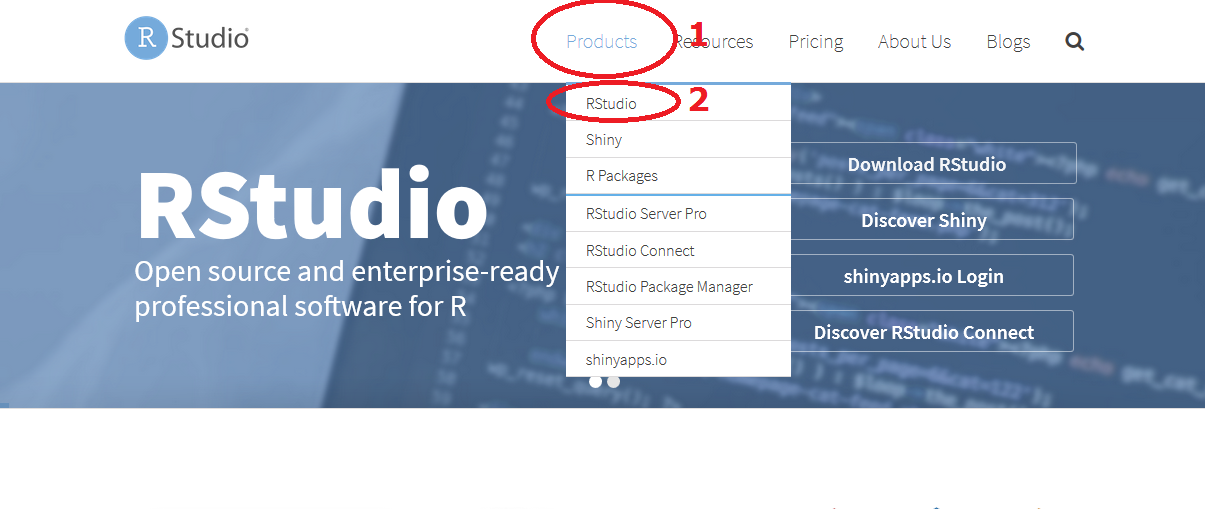 R Studio
Products
1
Resources
Pricing
About Us
Blogs
RStudio
2
Shiny
R Packages
RStudio Server Pro
RStudio Connect
RStudio Package Manager
Shiny Server Pro
shinyapps.io
RStudio
Open source and enterprise-ready
professional software for R
Download RStudio
Discover Shiny
shinyapps.io Login
Discover RStudio Connect